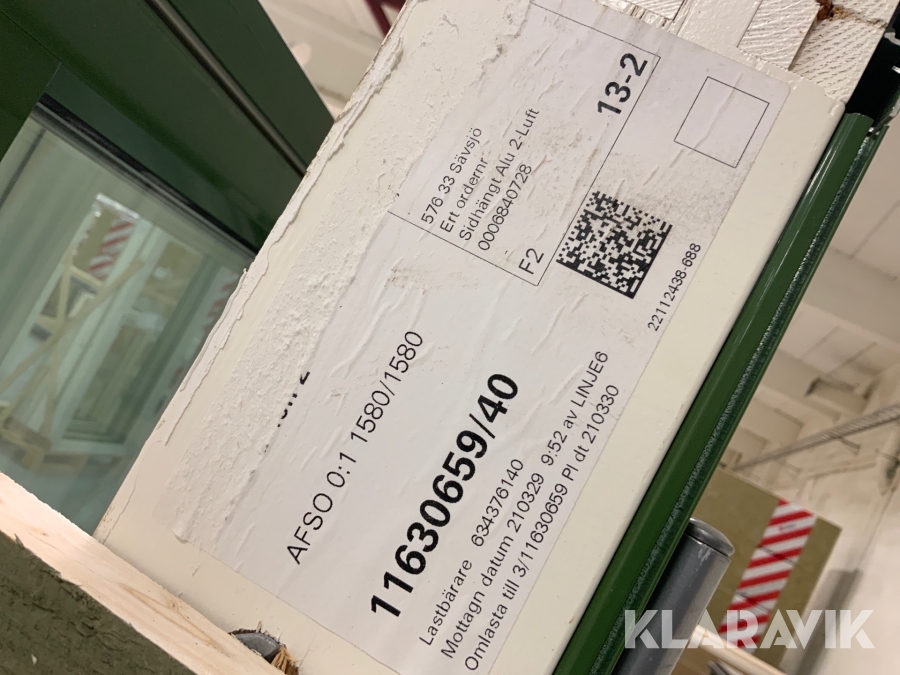 576 33 Sävsjö
Ert ordernr
Sidhängt Alu 2-Luft
0006840728
13-2
F2
22112438-688
AFSO 0:1 1580/1580
11630659/40
Lastbärare 634376140
Mottagn datum 210329 9:52 av LINJE6
Omlasta till 3/11630659 Pl dt 210330
KLARAVIK